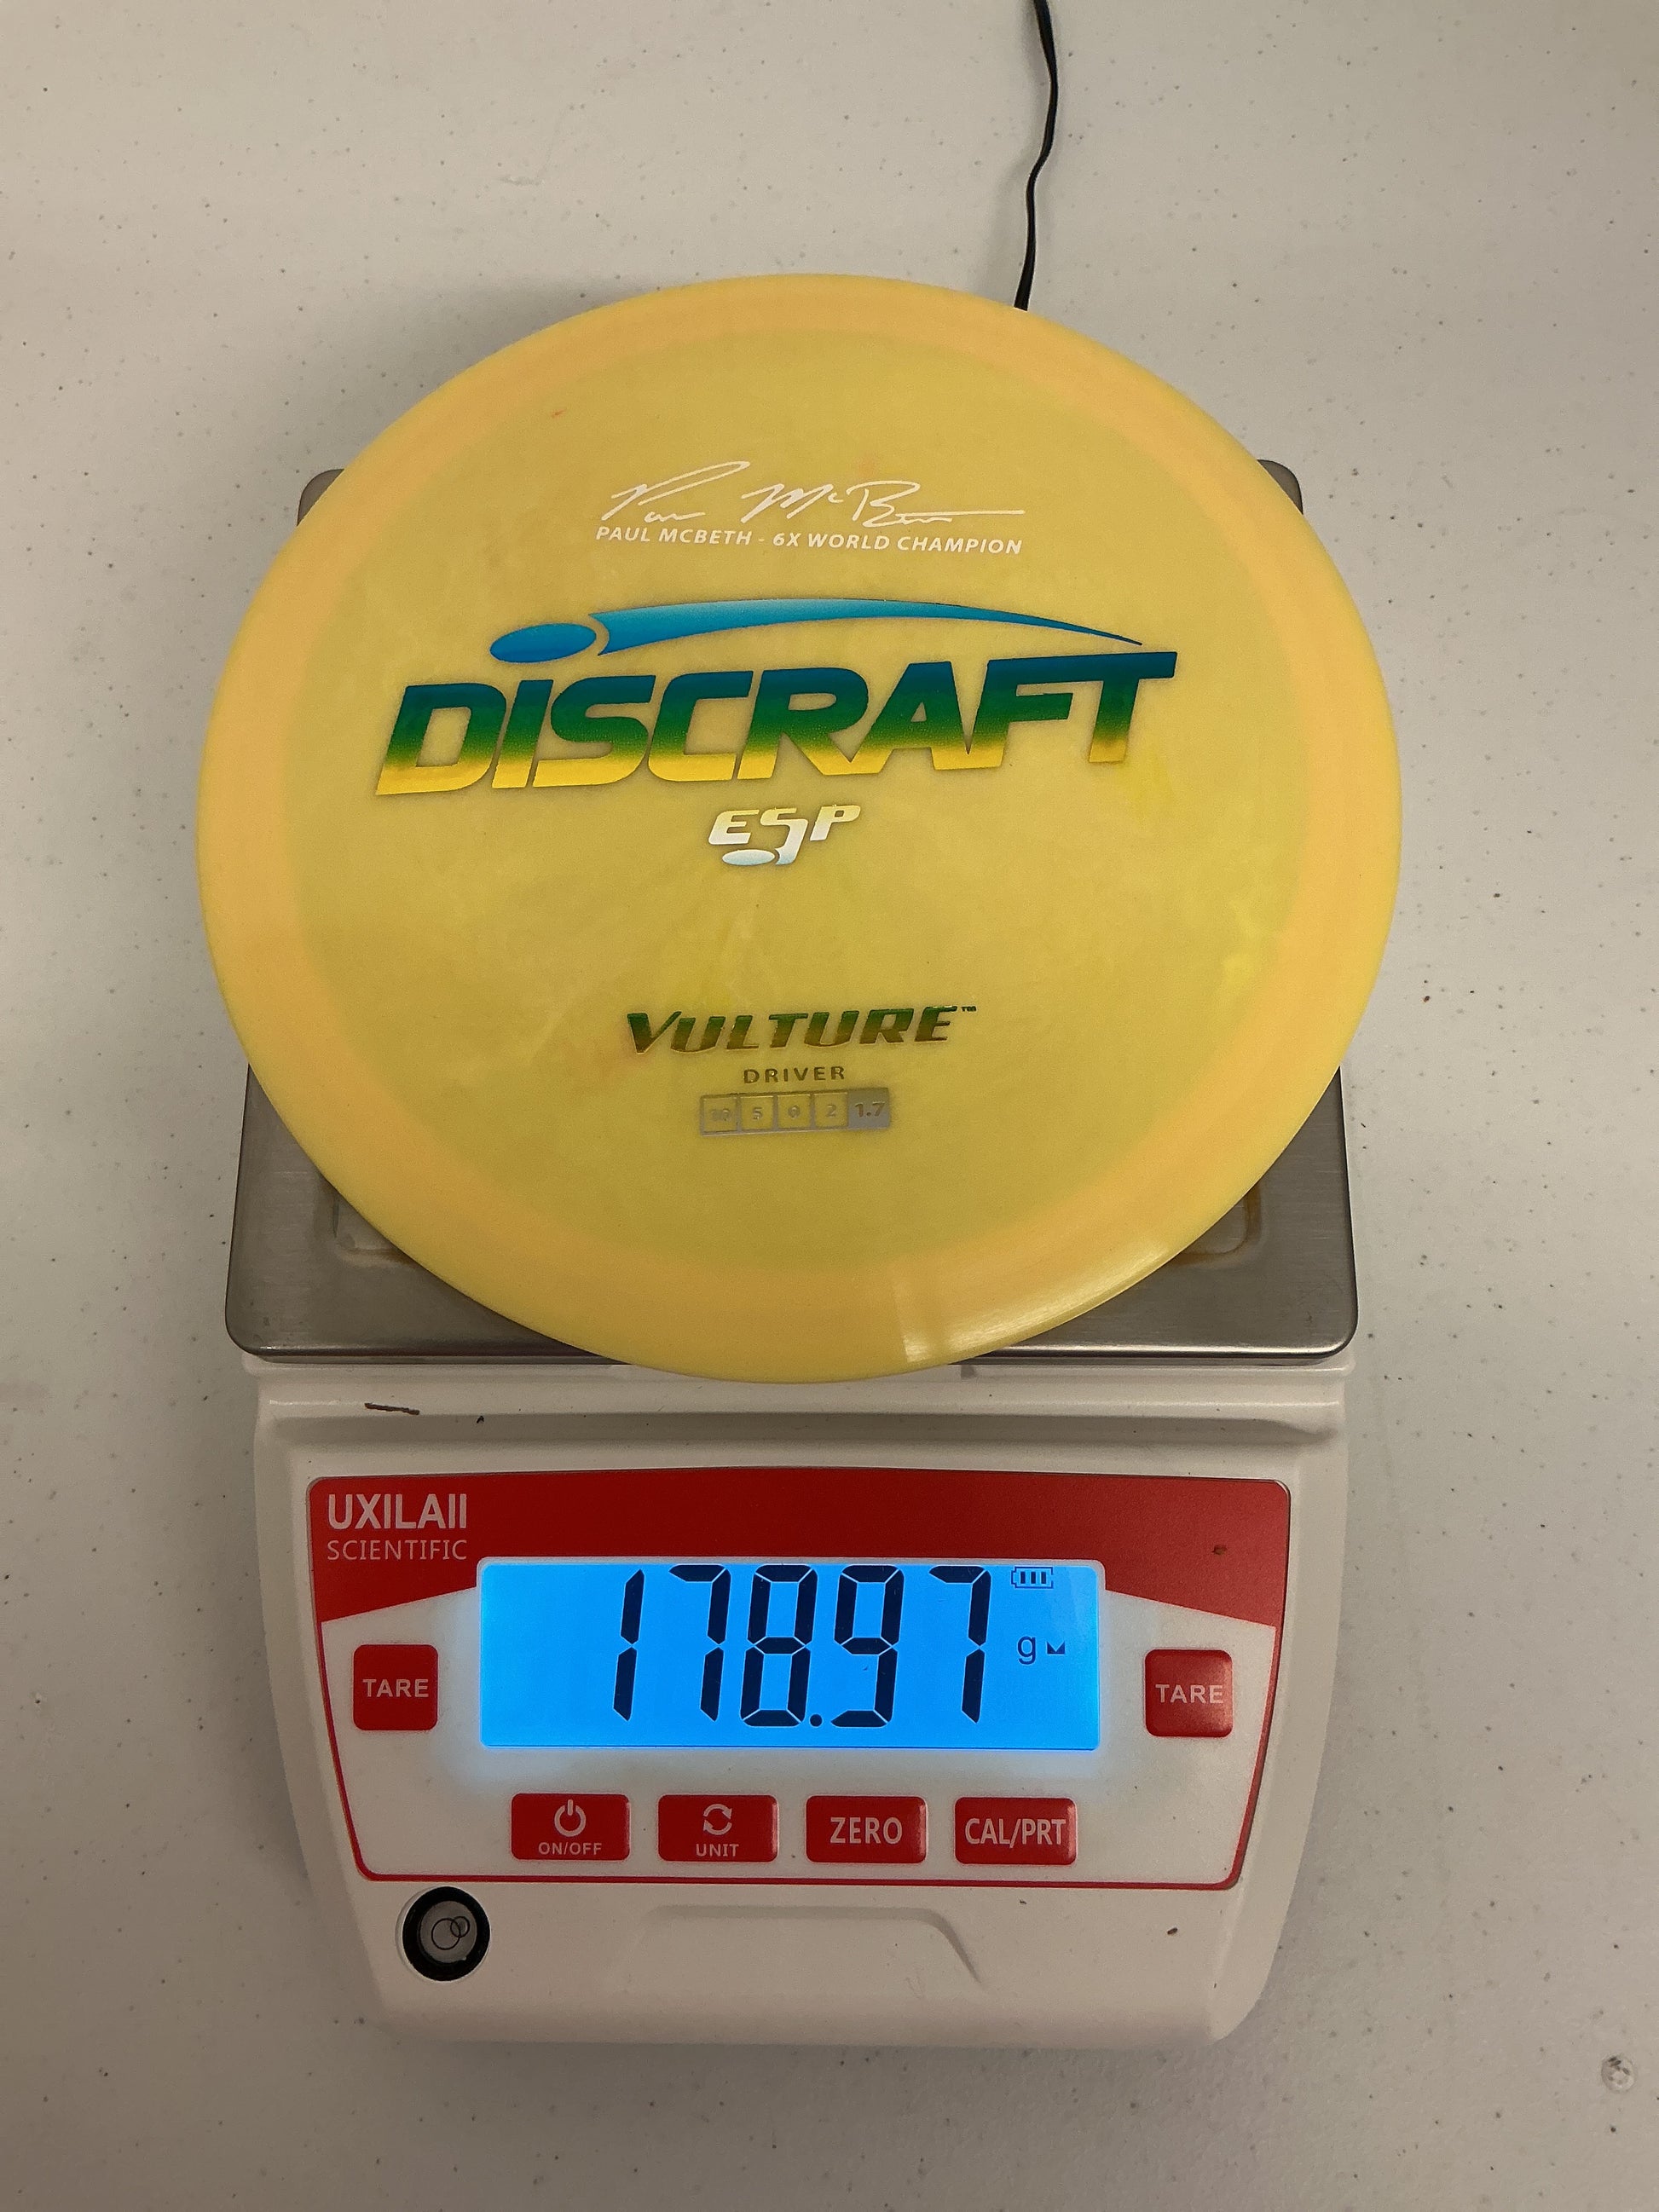 PAUL MCBETH - 6X WORLD CHAMPION
DISCRAFT
ESP
VULTURE™
DRIVER
10 5 0 2 1.7
UXILAII
SCIENTIFIC
178.97 g
TARE
TARE
ON/OFF
UNIT
ZERO
CAL/PRT